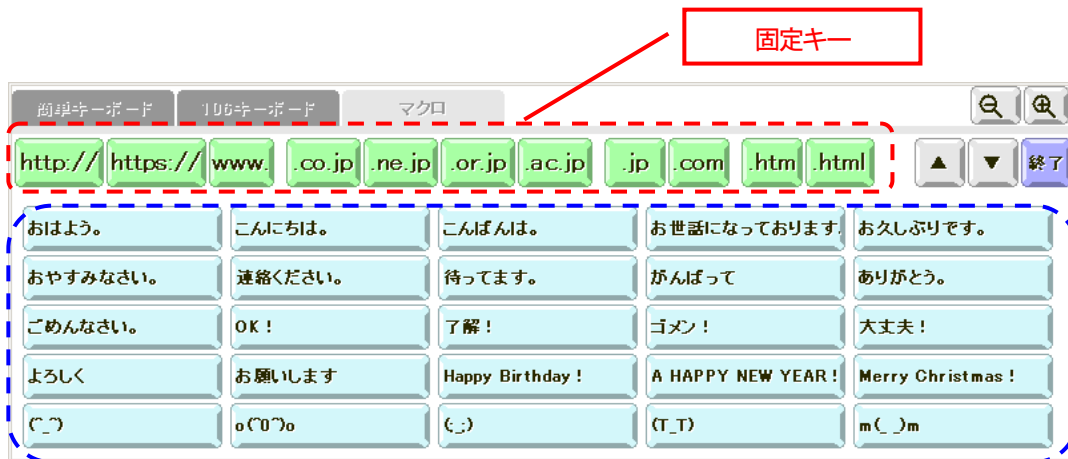 固定キー
簡単キーボード 106キーボード マクロ
http:// https:// www. .co.jp .ne.jp .or.jp .ac.jp .jp .com .htm .html ▲ ▼ 終了
おはよう。 こんにちは。 こんばんは。 お世話になっております。 お久しぶりです。
おやすみなさい。 連絡ください。 待ってます。 がんばって ありがとう。
ごめんなさい。 OK! 了解! ゴメン! 大丈夫!
よろしく お願いします Happy Birthday! A HAPPY NEW YEAR! Merry Christmas!
(^_^) o(^0^)o (;_;) (T_T) m(_ _)m